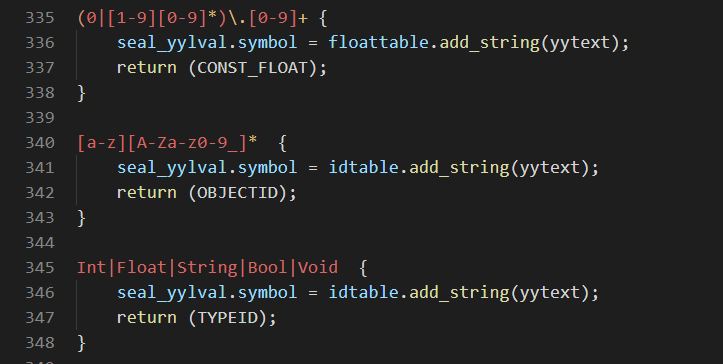 335 (0|[1-9][0-9]*)\.[0-9]+ {
336 seal_yylval.symbol = floattable.add_string(yytext);
337 return (CONST_FLOAT);
338 }
339
340 [a-z][A-Za-z0-9_]* {
341 seal_yylval.symbol = idtable.add_string(yytext);
342 return (OBJECTID);
343 }
344
345 Int|Float|String|Bool|Void {
346 seal_yylval.symbol = idtable.add_string(yytext);
347 return (TYPEID);
348 }